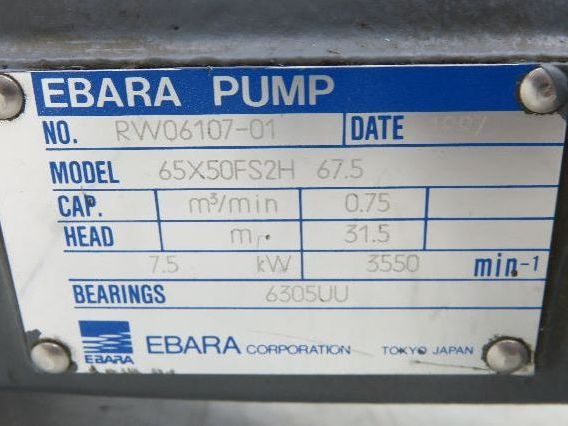 EBARA PUMP
NO. RW06107-01 DATE
MODEL 65X50FS2H 67.5
CAP. m³/min 0.75
HEAD m 31.5
7.5 kW 3550 min-1
BEARINGS 6305UU
EBARA EBARA CORPORATION TOKYO JAPAN